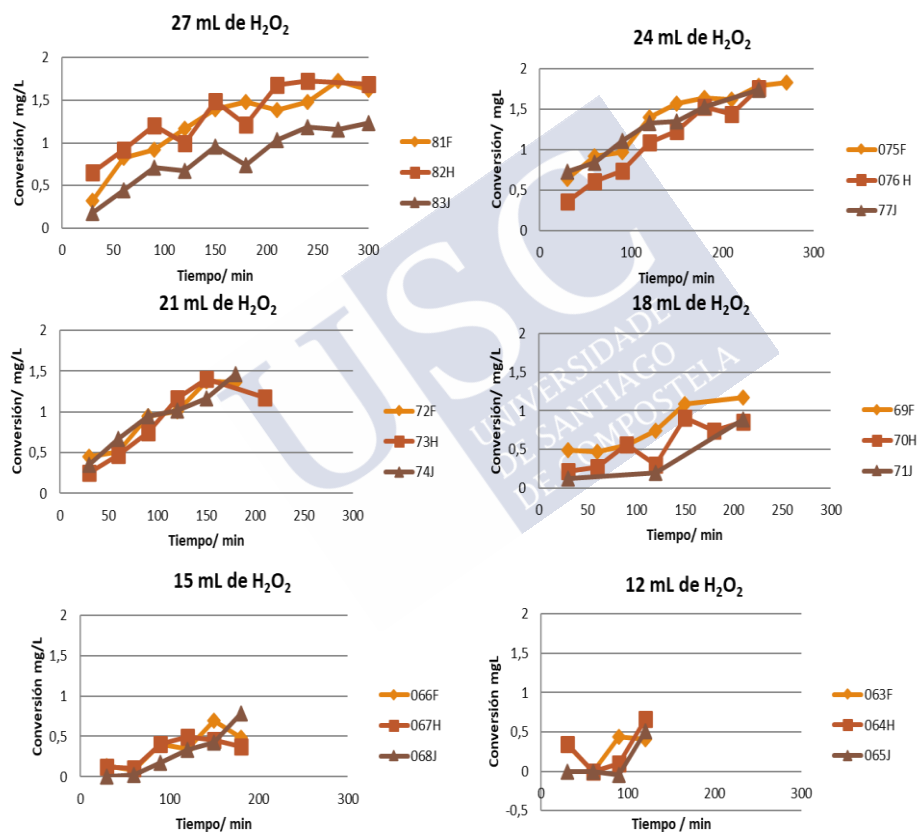 27 mL de H₂O₂
Conversión/ mg/L
2
1,5
1
0,5
0
0 50 100 150 200 250 300
Tiempo/ min
81F
82H
83J
24 mL de H₂O₂
Conversión/ mgL
2
1,5
1
0,5
0
0 100 200 300
Tiempo/ min
075F
076 H
77J
21 mL de H₂O₂
Conversión/ mg/L
2
1,5
1
0,5
0
0 50 100 150 200 250 300
Tiempo/ min
72F
73H
74J
18 mL de H₂O₂
Conversión/ mg/L
2
1,5
1
0,5
0
0 50 100 150 200 250 300
Tiempo/ min
69F
70H
71J
15 mL de H₂O₂
Conversión mg/L
2
1,5
1
0,5
0
0 100 200 300
Tiempo/ min
066F
067H
068J
12 mL de H₂O₂
Conversión mgL
2
1,5
1
0,5
0
-0,5
0 100 200 300
Tiempo/ min
063F
064H
065J
USC
UNIVERSIDADE
DE SANTIAGO
DE COMPOSTELA